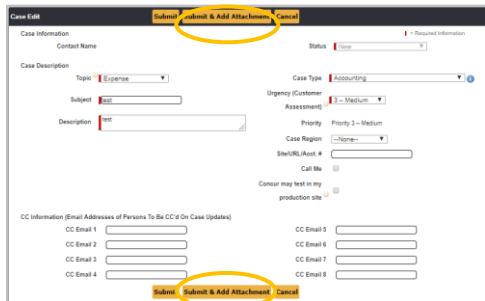 Case Edit Submit Submit & Add Attachment Cancel
Case Information = Required Information
Contact Name Status New
Case Description
Topic Expense Case Type Accounting
Urgency (Customer
Subject test Assessment) 3 – Medium
Description test Priority Priority 3 – Medium
Case Region --None--
Site/URL/Acct. #
Call Me
Concur may test in my
production site
CC Information (Email Addresses of Persons To Be CC'd On Case Updates)
CC Email 1 CC Email 5
CC Email 2 CC Email 6
CC Email 3 CC Email 7
CC Email 4 CC Email 8
Submit Submit & Add Attachment Cancel